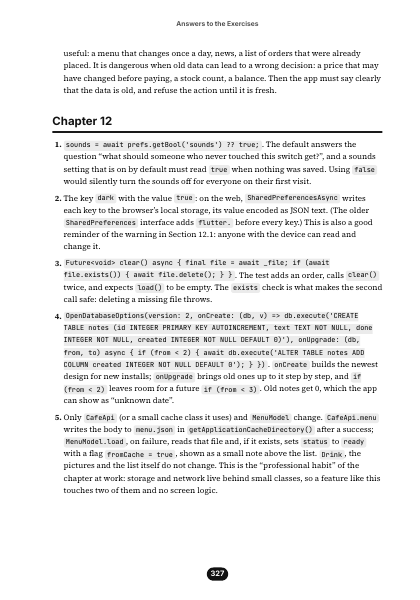 Answers to the Exercises
useful: a menu that changes once a day, news, a list of orders that were already
placed. It is dangerous when old data can lead to a wrong decision: a price that may
have changed before paying, a stock count, a balance. Then the app must say clearly
that the data is old, and refuse the action until it is fresh.
Chapter 12
1. sounds = await prefs.getBool('sounds') ?? true; . The default answers the
question “what should someone who never touched this switch get?”, and a sounds
setting that is on by default must read true when nothing was saved. Using false
would silently turn the sounds off for everyone on their first visit.
2. The key dark with the value true : on the web, SharedPreferencesAsync writes
each key to the browser's local storage, its value encoded as JSON text. (The older
SharedPreferences interface adds flutter. before every key.) This is also a good
reminder of the warning in Section 12.1: anyone with the device can read and
change it.
3. Future<void> clear() async { final file = await _file; if (await
file.exists()) { await file.delete(); } } . The test adds an order, calls clear()
twice, and expects load() to be empty. The exists check is what makes the second
call safe: deleting a missing file throws.
4. OpenDatabaseOptions(version: 2, onCreate: (db, v) => db.execute('CREATE
TABLE notes (id INTEGER PRIMARY KEY AUTOINCREMENT, text TEXT NOT NULL, done
INTEGER NOT NULL, created INTEGER NOT NULL DEFAULT 0)'), onUpgrade: (db,
from, to) async { if (from < 2) { await db.execute('ALTER TABLE notes ADD
COLUMN created INTEGER NOT NULL DEFAULT 0'); } }) . onCreate builds the newest
design for new installs; onUpgrade brings old ones up to it step by step, and if
(from < 2) leaves room for a future if (from < 3) . Old notes get 0, which the app
can show as “unknown date”.
5. Only CafeApi (or a small cache class it uses) and MenuModel change. CafeApi.menu
writes the body to menu.json in getApplicationCacheDirectory() after a success;
MenuModel.load , on failure, reads that file and, if it exists, sets status to ready
with a flag fromCache = true , shown as a small note above the list. Drink , the
pictures and the list itself do not change. This is the “professional habit” of the
chapter at work: storage and network live behind small classes, so a feature like this
touches two of them and no screen logic.
327